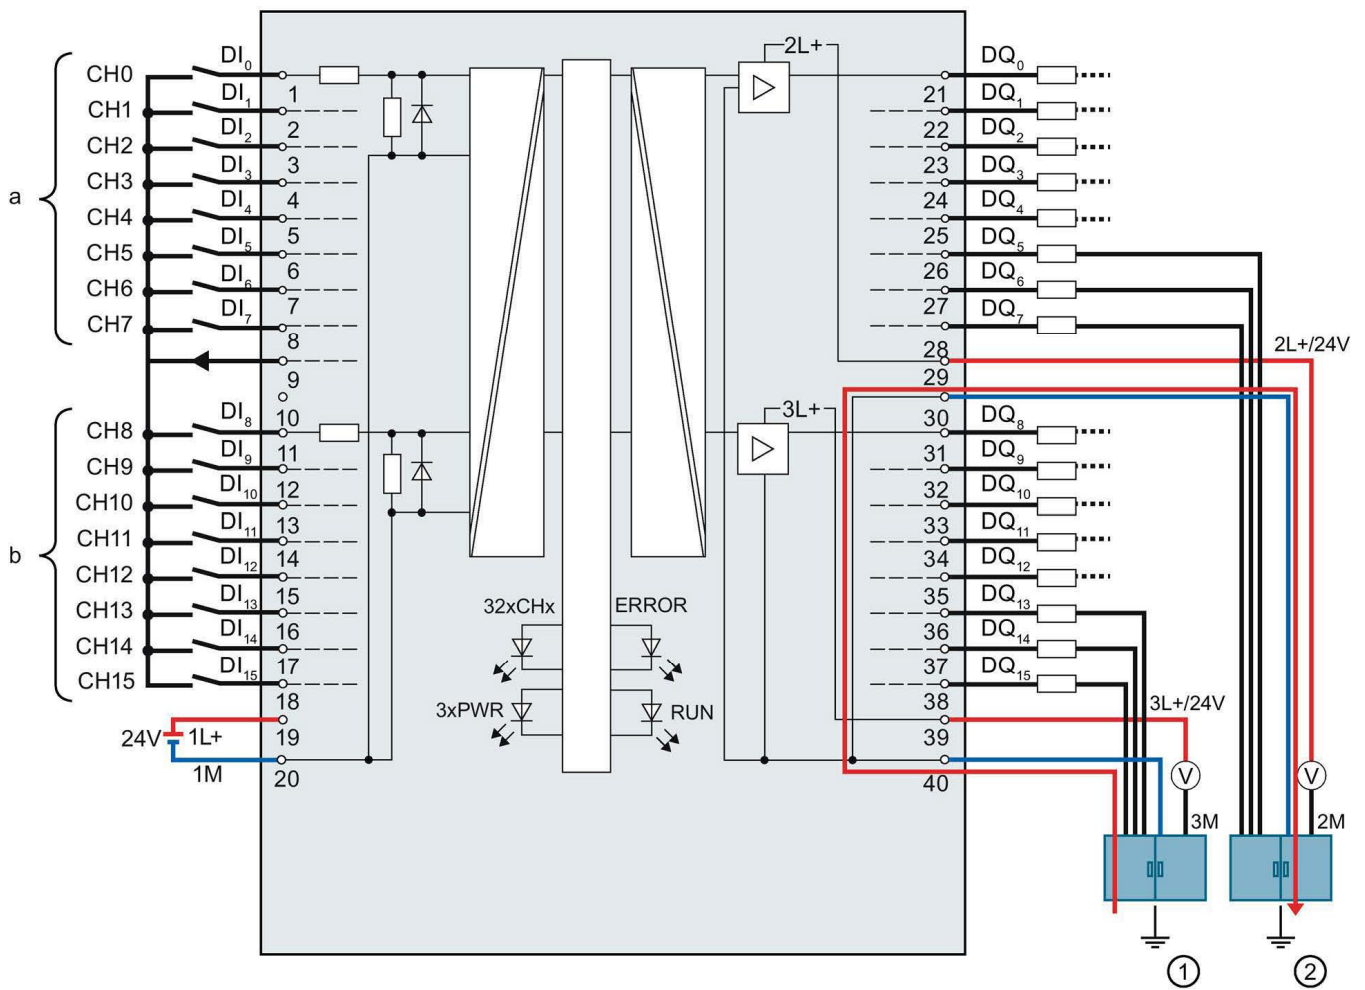 a
CH0
CH1
CH2
CH3
CH4
CH5
CH6
CH7
b
CH8
CH9
CH10
CH11
CH12
CH13
CH14
CH15
24V
1L+
1M
DI0
DI1
DI2
DI3
DI4
DI5
DI6
DI7
DI8
DI9
DI10
DI11
DI12
DI13
DI14
DI15
1
2
3
4
5
6
7
8
9
10
11
12
13
14
15
16
17
18
19
20
32xCHx
ERROR
3xPWR
RUN
2L+
3L+
21
22
23
24
25
26
27
28
29
30
31
32
33
34
35
36
37
38
39
40
DQ0
DQ1
DQ2
DQ3
DQ4
DQ5
DQ6
DQ7
DQ8
DQ9
DQ10
DQ11
DQ12
DQ13
DQ14
DQ15
2L+/24V
3L+/24V
V
V
3M
2M
1
2